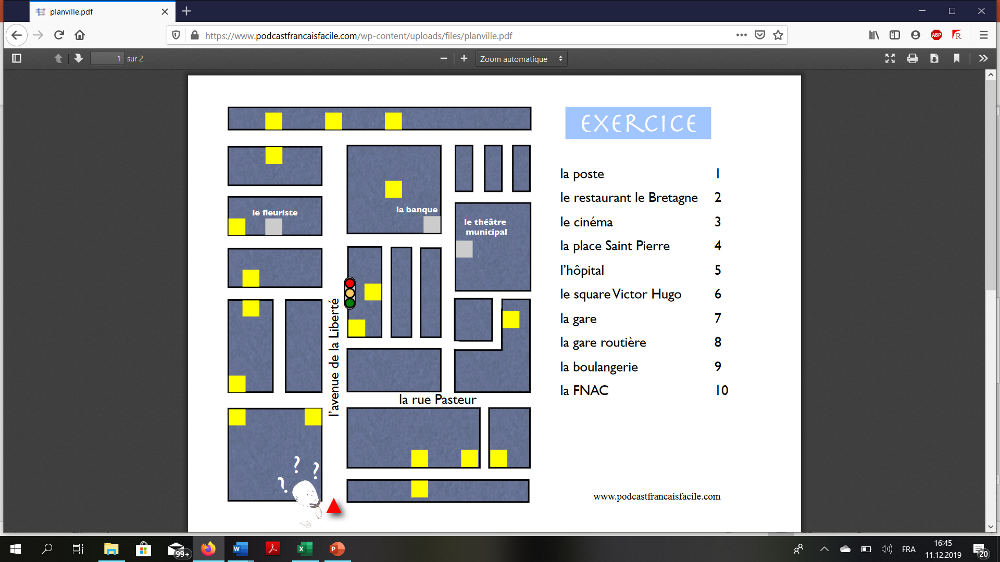 planville.pdf
https://www.podcastfrancaisfacile.com/wp-content/uploads/files/planville.pdf
ABP
R
1 sur 2
Zoom automatique
EXERCICE
la poste 1
le restaurant le Bretagne 2
le cinéma 3
la place Saint Pierre 4
l'hôpital 5
le square Victor Hugo 6
la gare 7
la gare routière 8
la boulangerie 9
la FNAC 10
le fleuriste
la banque
le théâtre
municipal
l'avenue de la Liberté
la rue Pasteur
? ? ?
www.podcastfrancaisfacile.com
99+
FRA
16:45
11.12.2019
20